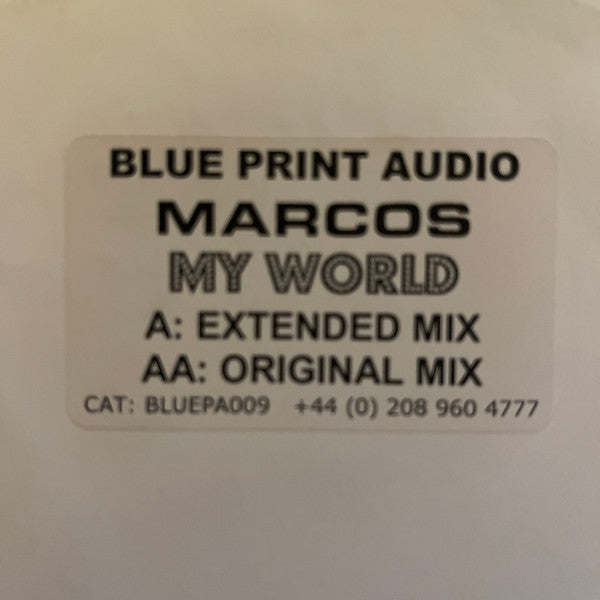 BLUE PRINT AUDIO
MARCOS
MY WORLD
A: EXTENDED MIX
AA: ORIGINAL MIX
CAT: BLUEPA009 +44 (0) 208 960 4777